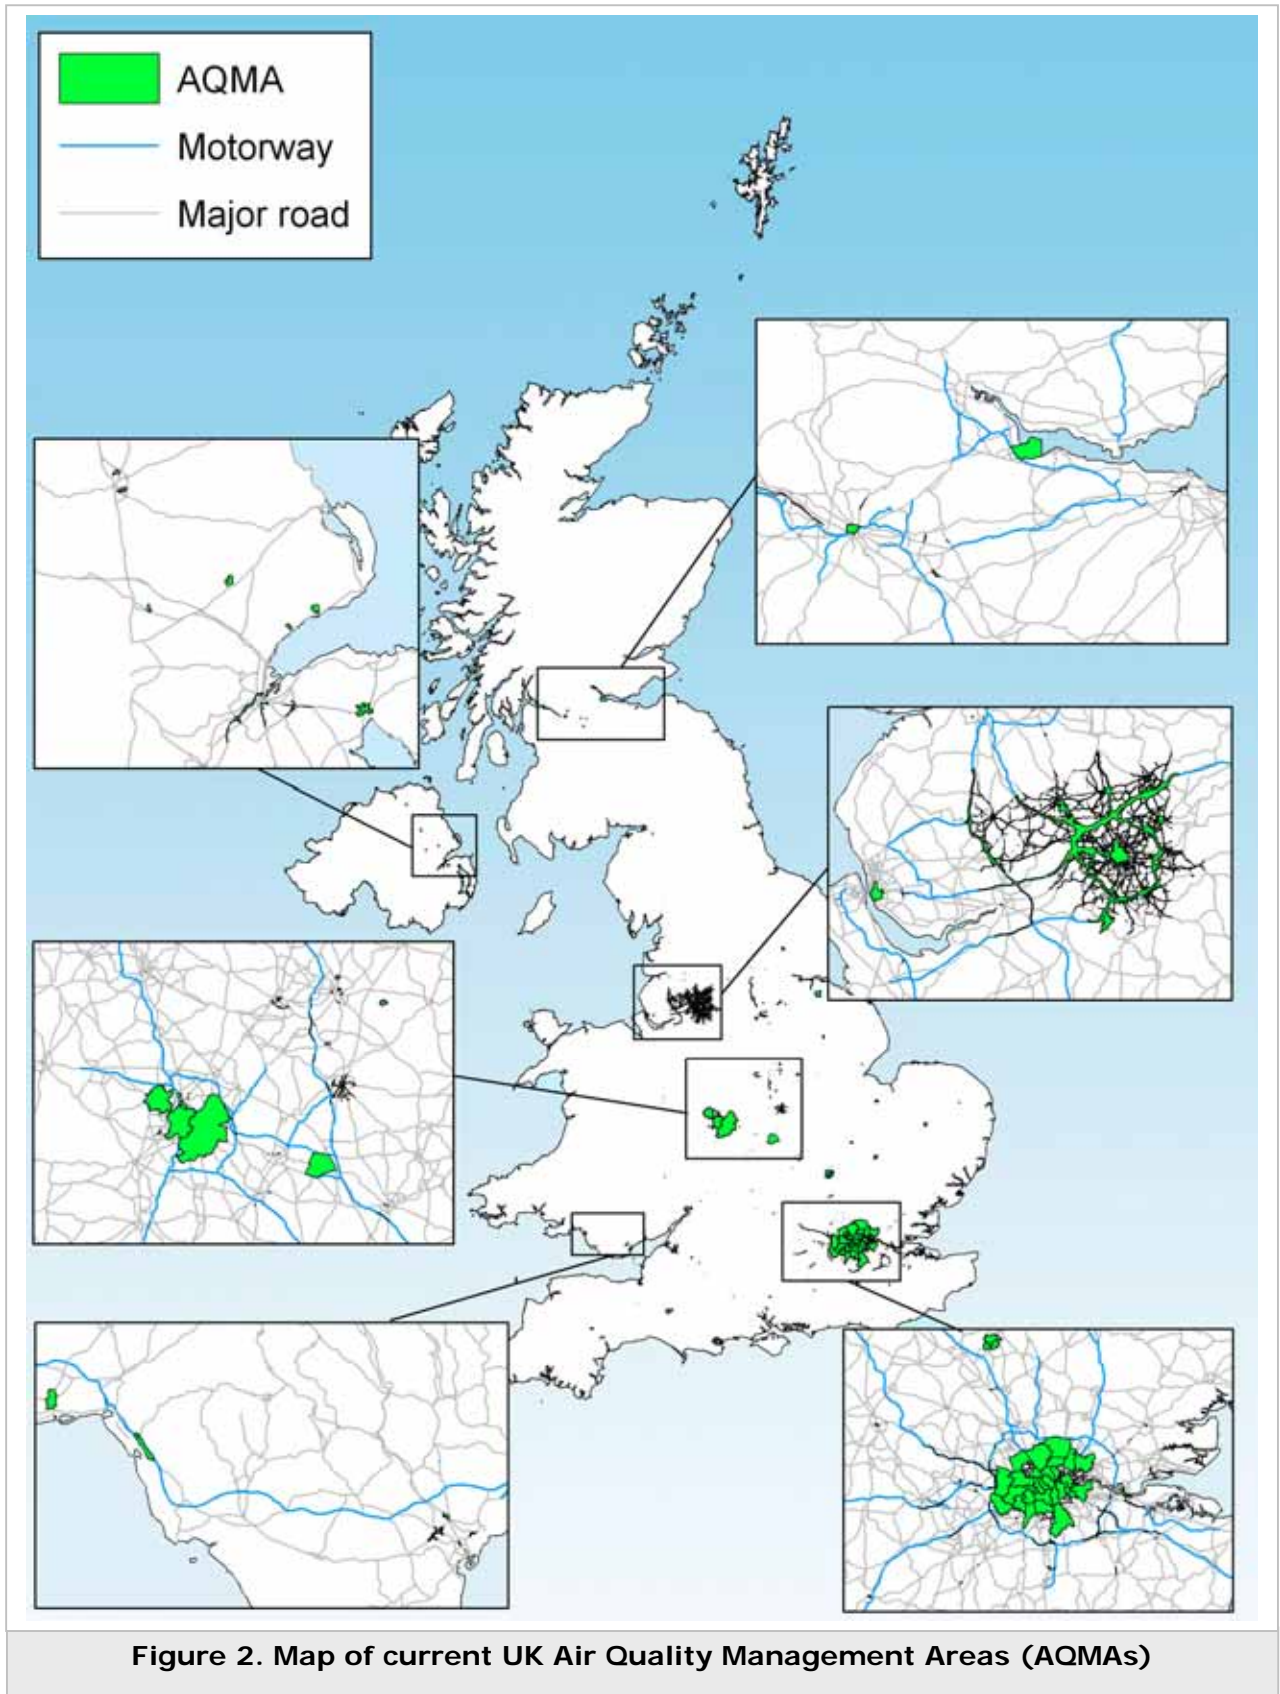 AQMA
Motorway
Major road
Figure 2. Map of current UK Air Quality Management Areas (AQMAs)